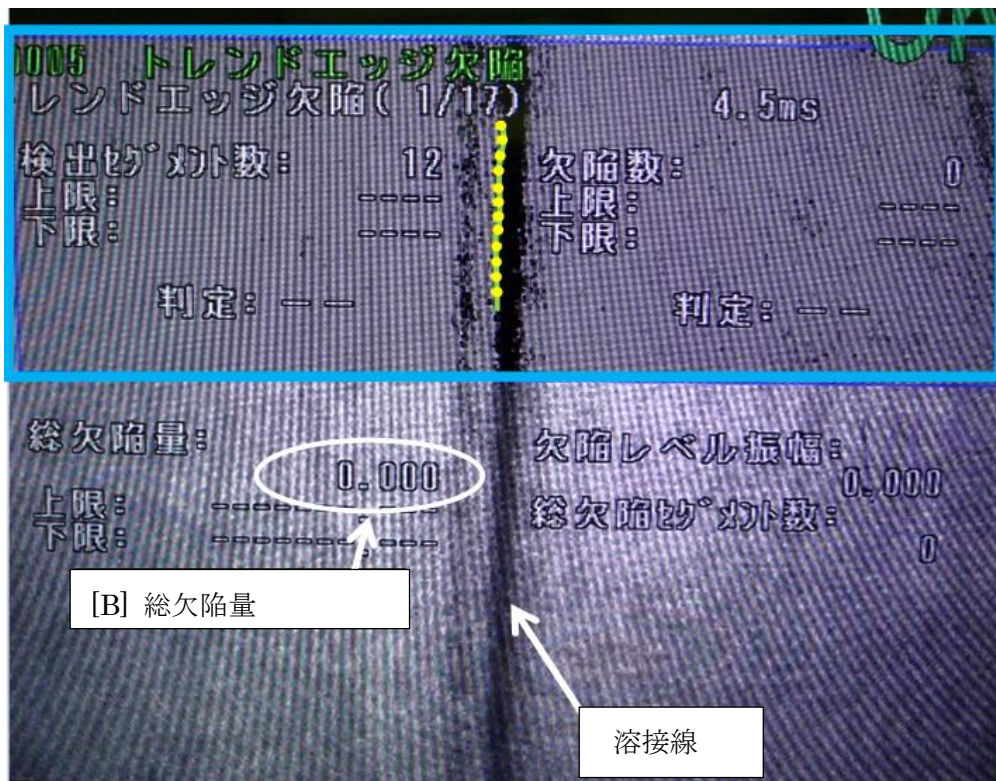 0005 トレンドエッジ欠陥
レンドエッジ欠陥( 1/17) 4.5ms
検出ｾｸﾞﾒﾝﾄ数: 12 欠陥数: 0
上限: ---- 上限: ----
下限: ---- 下限: ----
判定: -- 判定: --
総欠陥量: 欠陥レベル振幅:
0.000 0.000
上限: --------.--- 総欠陥ｾｸﾞﾒﾝﾄ数:
下限: --------.--- 0
[B] 総欠陥量
溶接線